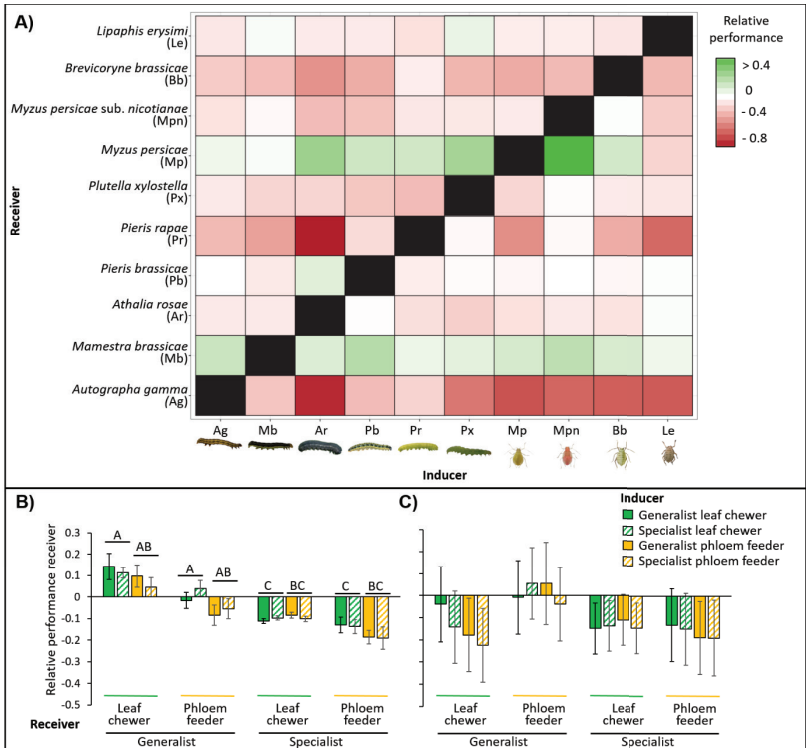 A)
Lipaphis erysimi
(Le)
Brevicoryne brassicae
(Bb)
Myzus persicae sub. nicotianae
(Mpn)
Myzus persicae
(Mp)
Plutella xylostella
(Px)
Pieris rapae
(Pr)
Pieris brassicae
(Pb)
Athalia rosae
(Ar)
Mamestra brassicae
(Mb)
Autographa gamma
(Ag)
Receiver
Ag Mb Ar Pb Pr Px Mp Mpn Bb Le
Inducer
Relative
performance
> 0.4
0
- 0.4
- 0.8
B)
Relative performance receiver
0.3
0.2
0.1
0
-0.1
-0.2
-0.3
-0.4
-0.5
A AB A AB C BC C BC
Receiver
Leaf
chewer
Phloem
feeder
Leaf
chewer
Phloem
feeder
Generalist Specialist
C)
Inducer
Generalist leaf chewer
Specialist leaf chewer
Generalist phloem feeder
Specialist phloem feeder
Leaf
chewer
Phloem
feeder
Leaf
chewer
Phloem
feeder
Generalist Specialist